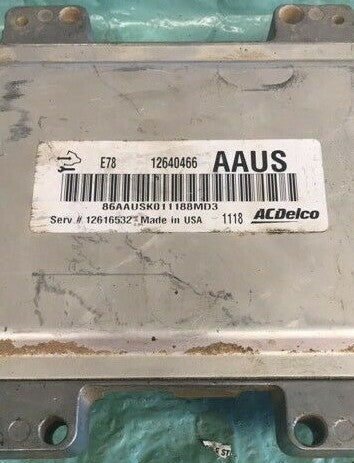 E78 12640466 AAUS
86AAUSK011188MD3
Serv # 12616532 Made in USA 1118 ACDelco